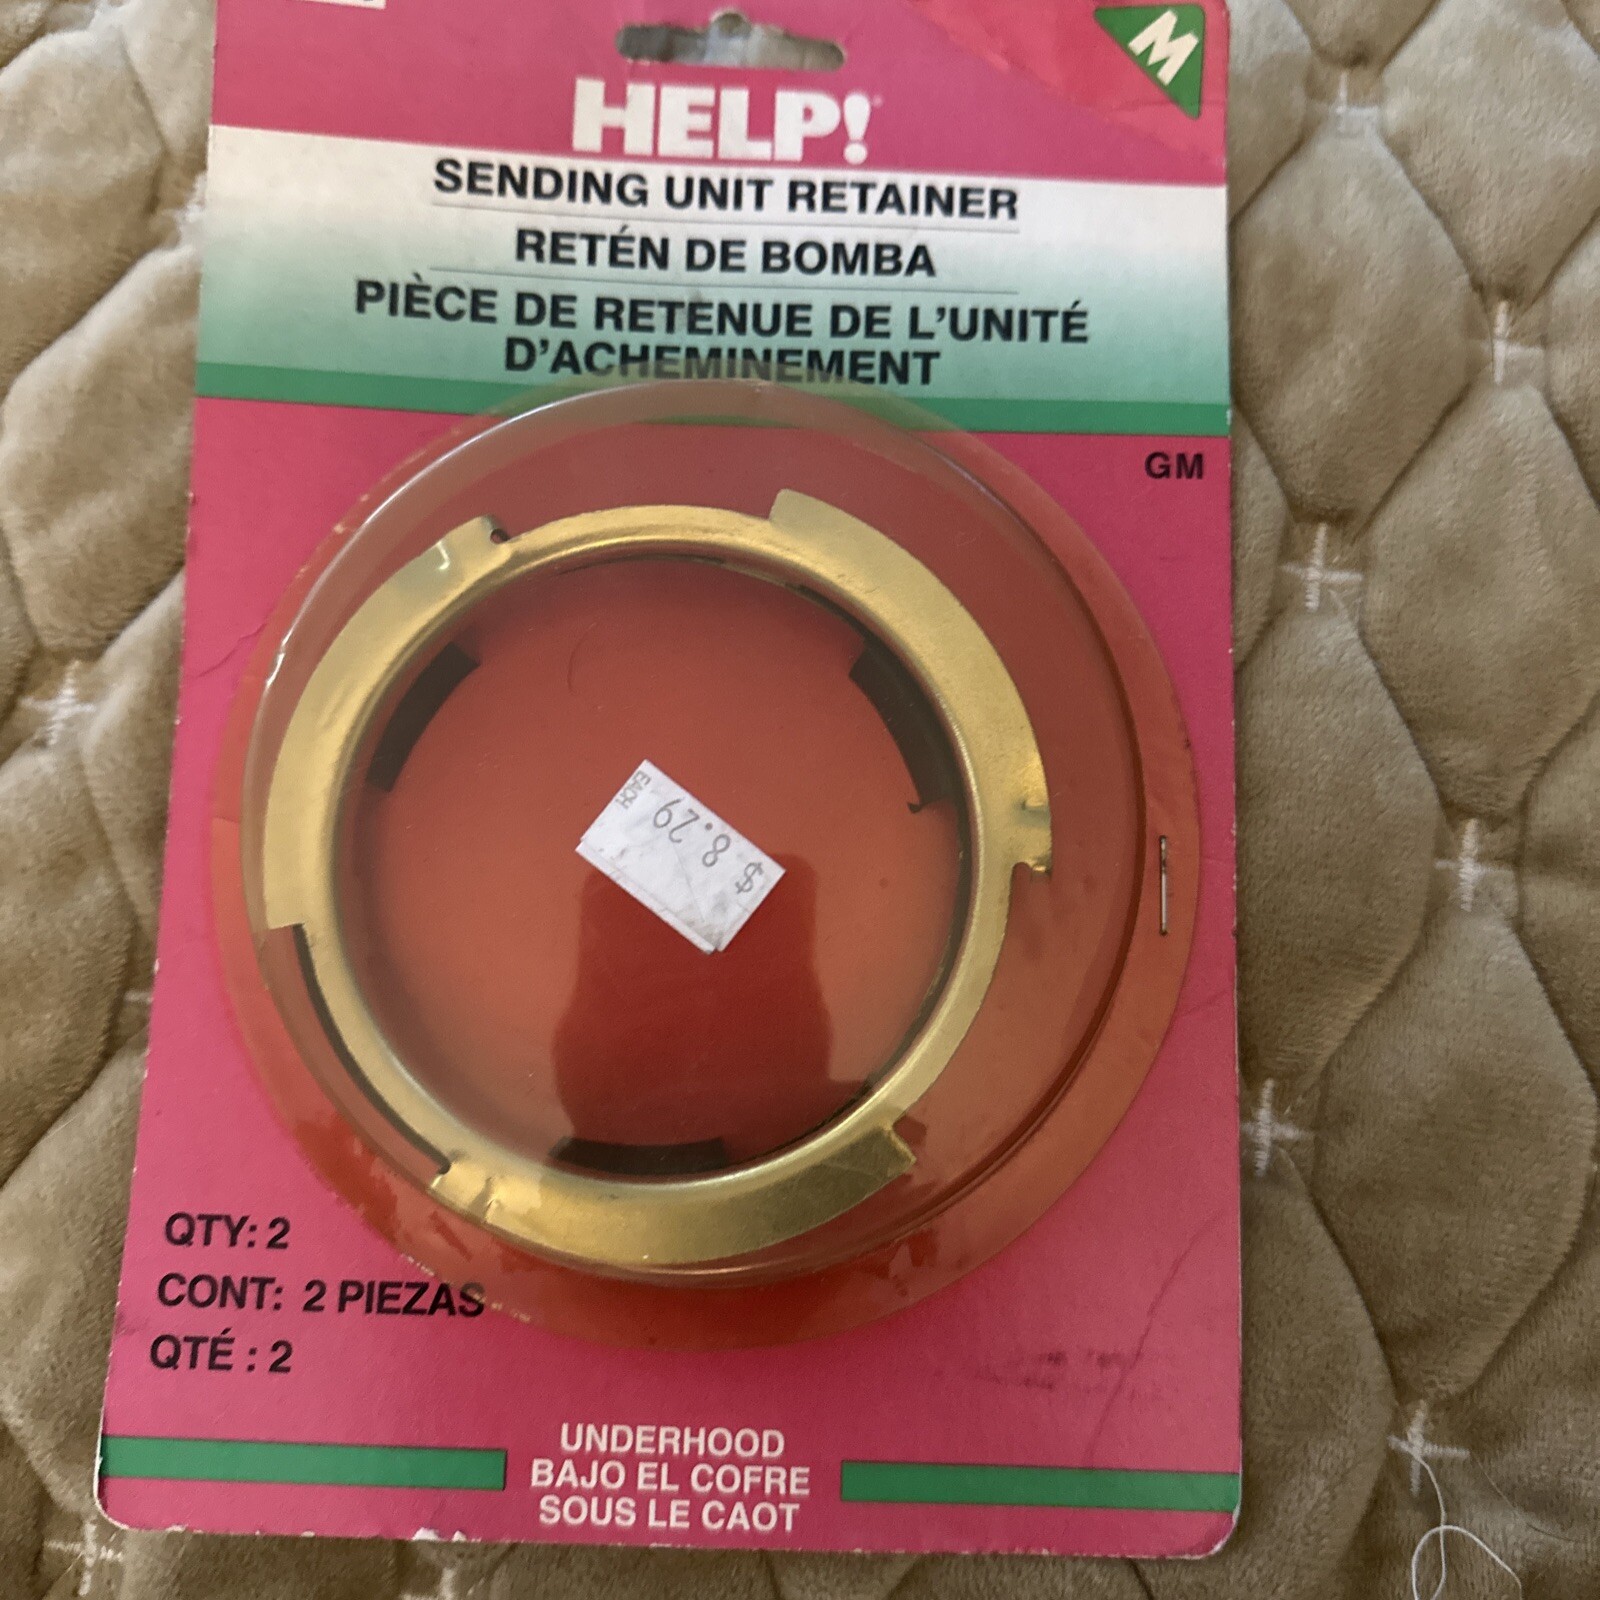 M
HELP!
SENDING UNIT RETAINER
RETÉN DE BOMBA
PIÈCE DE RETENUE DE L'UNITÉ
D'ACHEMINEMENT
GM
$ 8.29
EACH
QTY: 2
CONT: 2 PIEZAS
QTÉ : 2
UNDERHOOD
BAJO EL COFRE
SOUS LE CAOT